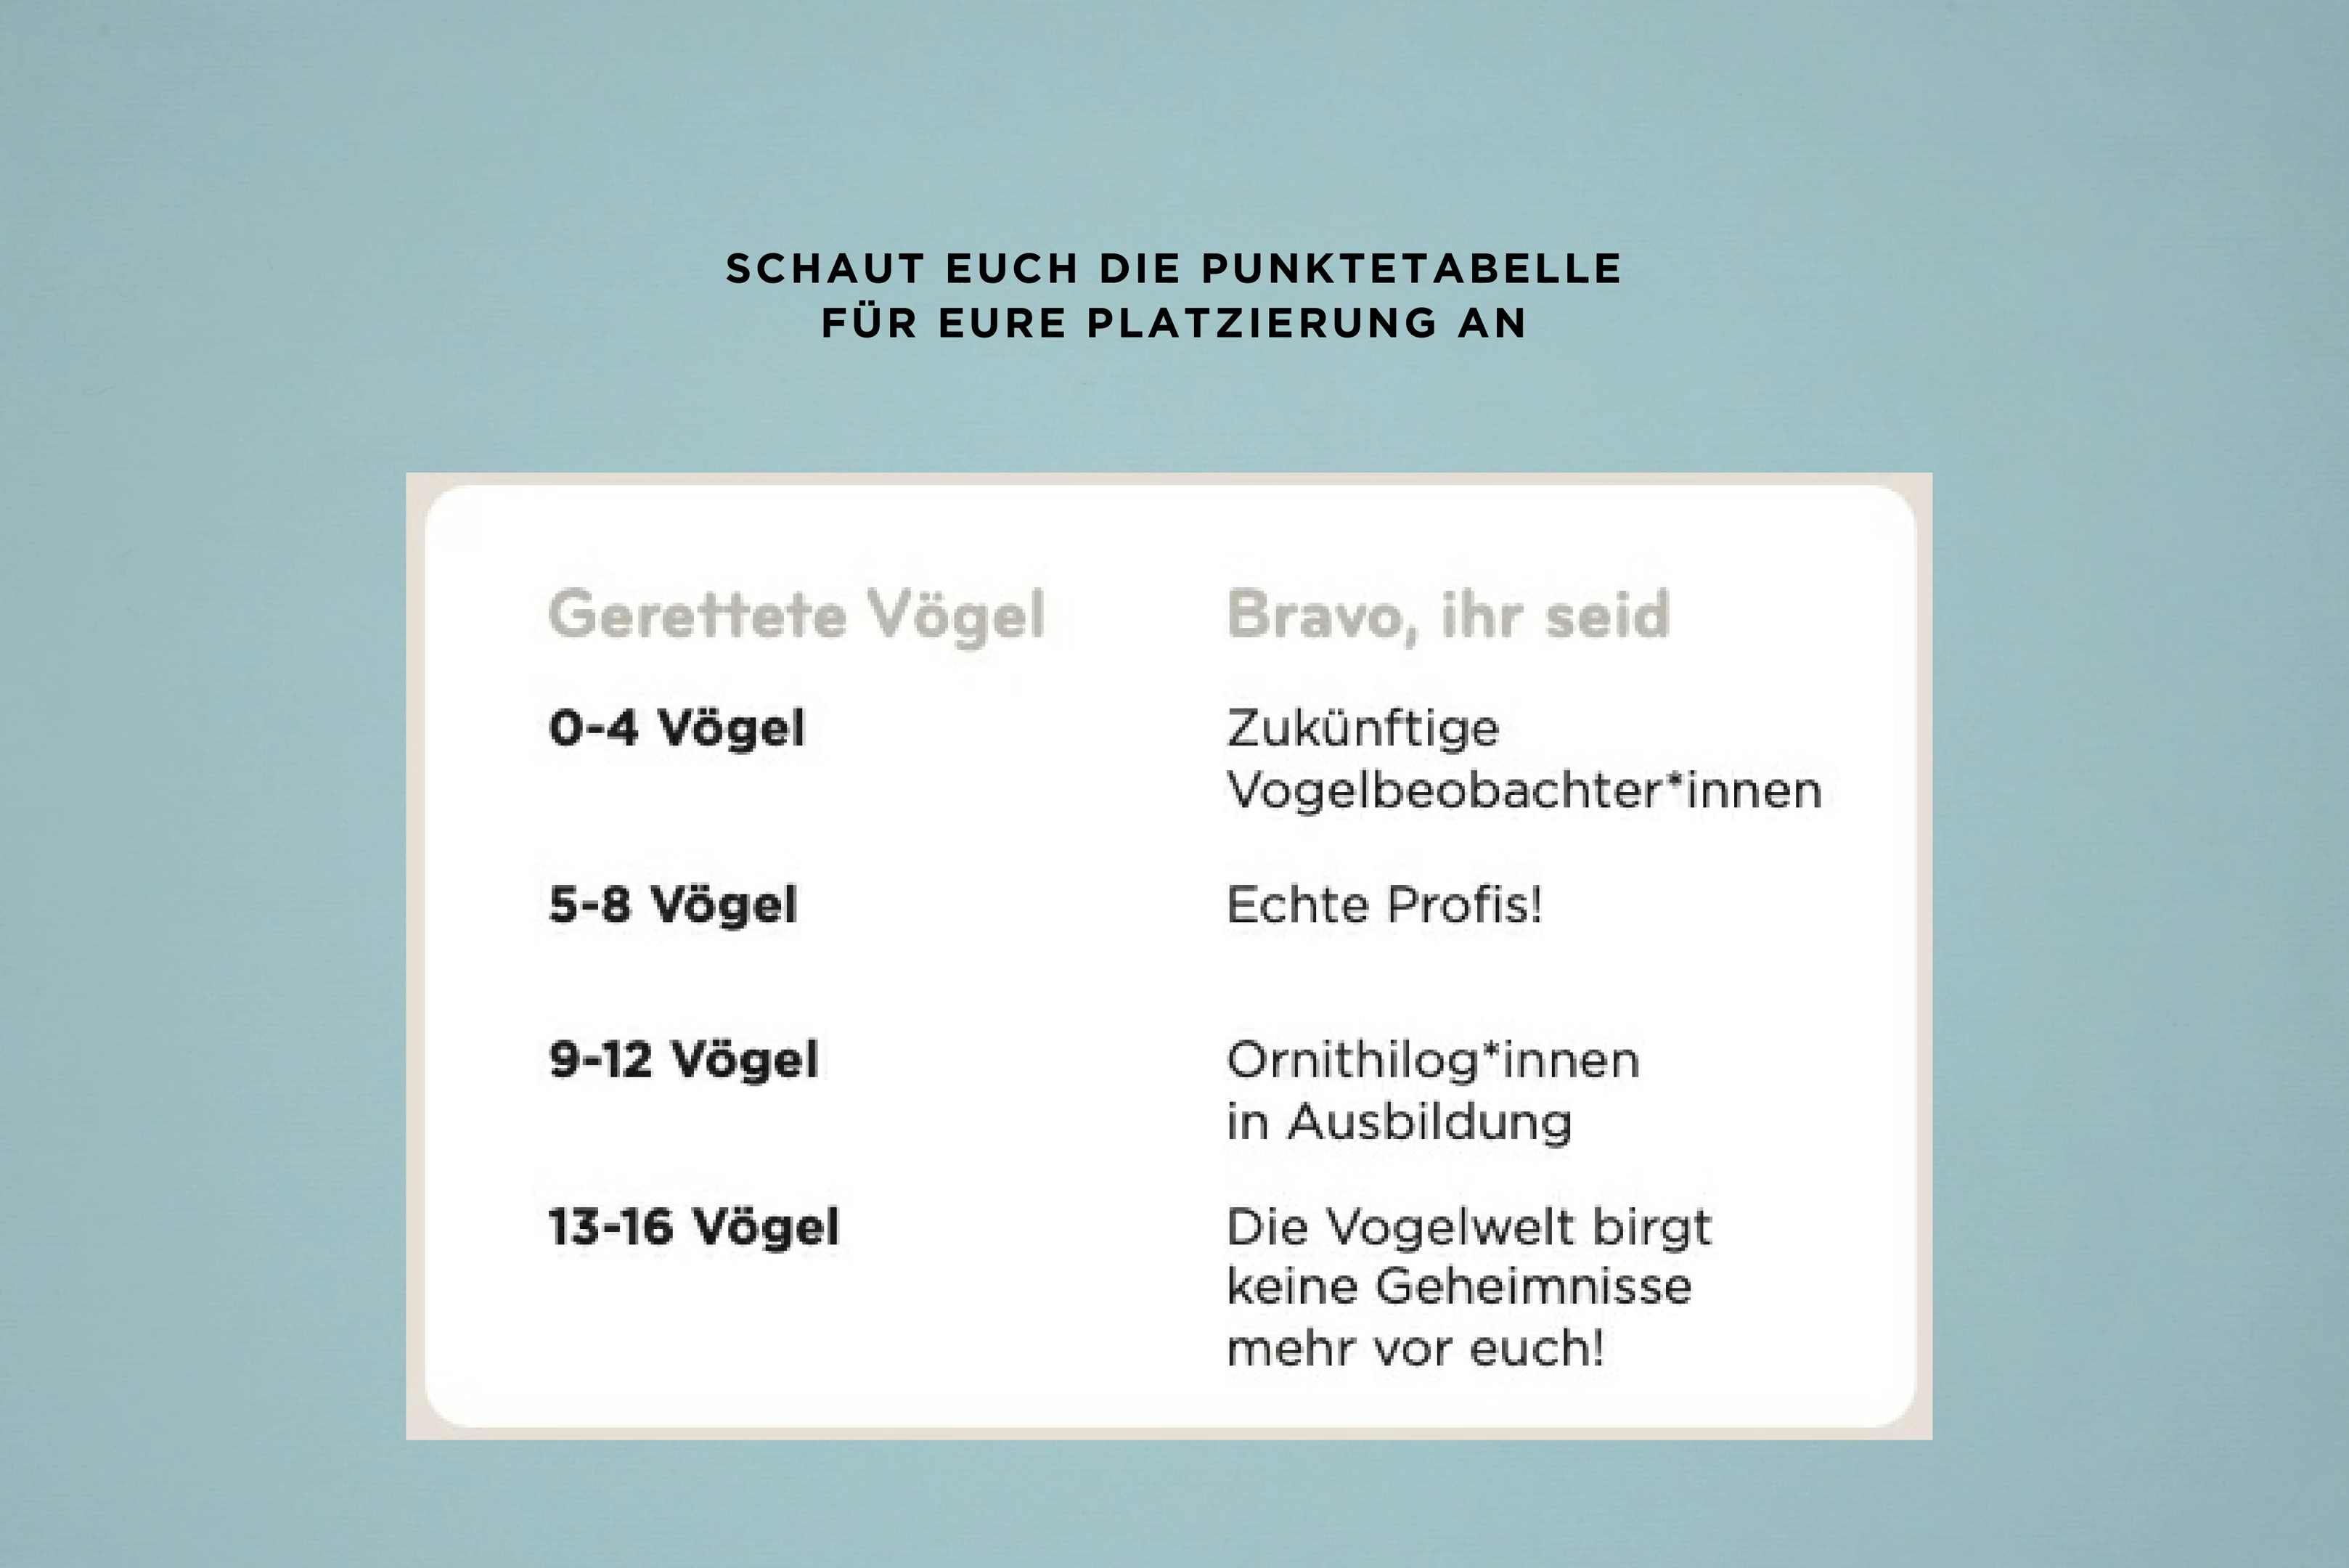 SCHAUT EUCH DIE PUNKTETABELLE
FÜR EURE PLATZIERUNG AN
Gerettete Vögel
Bravo, ihr seid
0-4 Vögel
Zukünftige
Vogelbeobachter*innen
5-8 Vögel
Echte Profis!
9-12 Vögel
Ornithilog*innen
in Ausbildung
13-16 Vögel
Die Vogelwelt birgt
keine Geheimnisse
mehr vor euch!